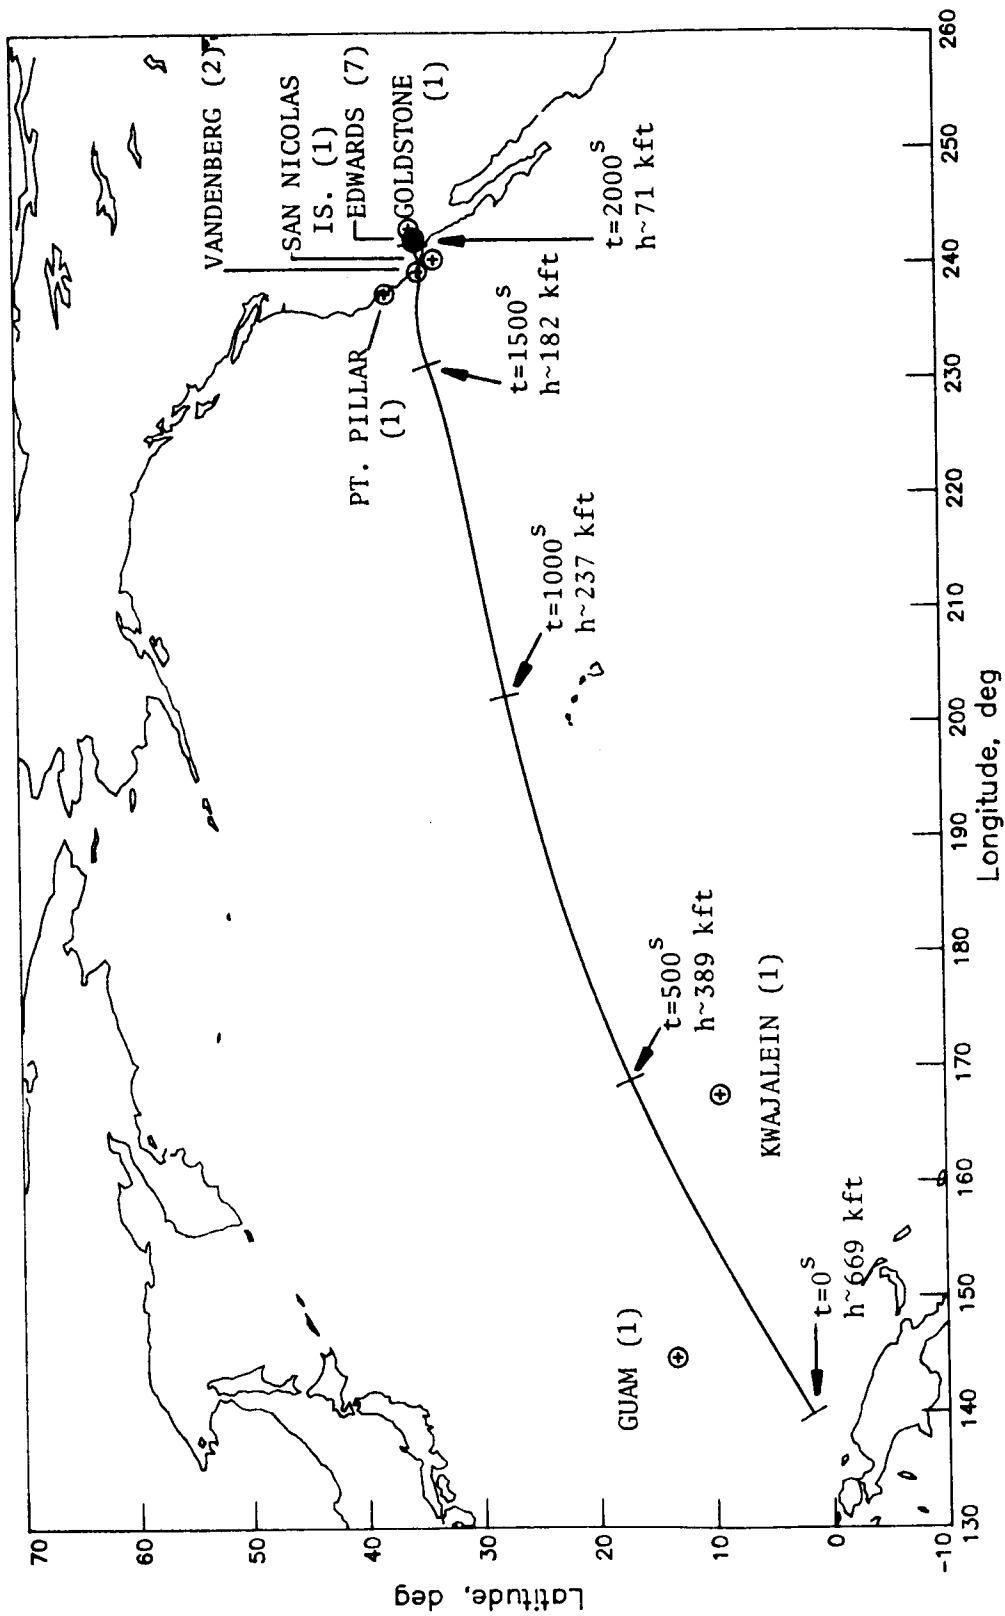 VANDENBERG (2)
SAN NICOLAS
IS. (1)
EDWARDS (7)
GOLDSTONE
(1)
PT. PILLAR
(1)
t=2000s
h~71 kft
t=1500s
h~182 kft
t=1000s
h~237 kft
t=500s
h~389 kft
KWAJALEIN (1)
GUAM (1)
t=0s
h~669 kft
Latitude, deg
70
60
50
40
30
20
10
0
-10
130
140
150
160
170
180
190
200
210
220
230
240
250
260
Longitude, deg